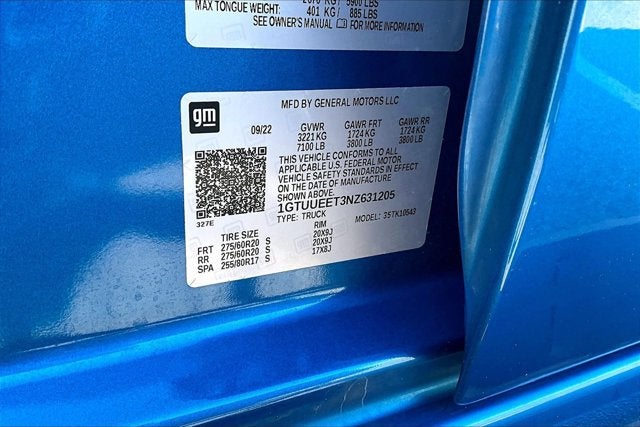 MAX TONGUE WEIGHT: 401 KG/ 885 LBS
SEE OWNER'S MANUAL FOR MORE INFORMATION
gm
MFD BY GENERAL MOTORS LLC
09/22 GVWR GAWR FRT GAWR RR
3221 KG 1724 KG 1724 KG
7100 LB 3800 LB 3800 LB
THIS VEHICLE CONFORMS TO ALL
APPLICABLE U.S. FEDERAL MOTOR
VEHICLE SAFETY STANDARDS IN EFFECT
ON THE DATE OF MANUFACTURE
SHOWN ABOVE.
1GTUUEET3NZ631205
TYPE: TRUCK MODEL: 35TK10543
327E
TIRE SIZE RIM
FRT 275/60R20 S 20X9J
RR 275/60R20 S 20X9J
SPA 255/80R17 S 17X8J